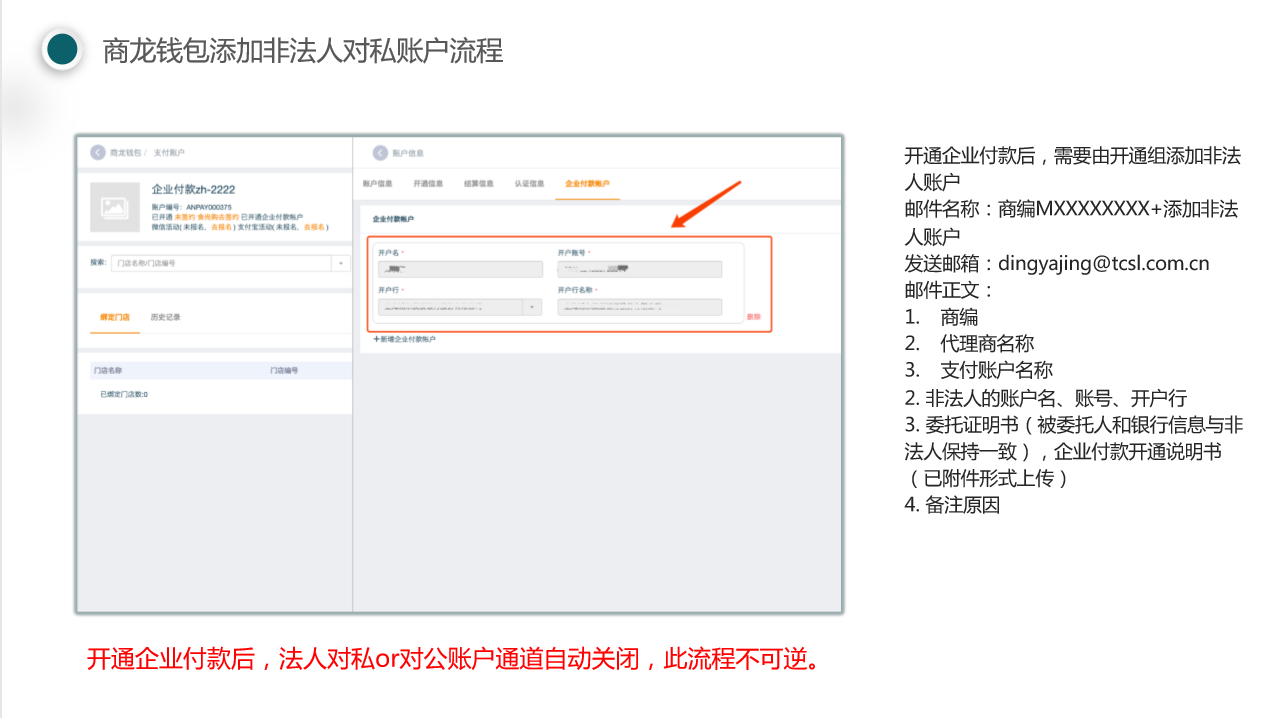 商龙钱包添加非法人对私账户流程
商龙钱包 / 支付账户
企业付款zh-2222
账户编号: ANPAY000375
已开通 未签约 食尚购去签约 已开通企业付款帐户
微信活动( 未报名、去报名 ) 支付宝活动( 未报名、去报名 )
搜索: 门店名称/门店编号
绑定门店 历史记录
门店名称 门店编号
已绑定门店数:0
账户信息
账户信息 开通信息 结算信息 认证信息 企业付款帐户
企业付款帐户
开户名 * 开户账号 *
开户行 * 开户行名称 *
删除
+新增企业付款帐户
开通企业付款后，需要由开通组添加非法
人账户
邮件名称：商编MXXXXXXXX+添加非法
人账户
发送邮箱：dingyajing@tcsl.com.cn
邮件正文：
1. 商编
2. 代理商名称
3. 支付账户名称
2. 非法人的账户名、账号、开户行
3. 委托证明书（被委托人和银行信息与非
法人保持一致），企业付款开通说明书
（已附件形式上传）
4. 备注原因
开通企业付款后，法人对私or对公账户通道自动关闭，此流程不可逆。